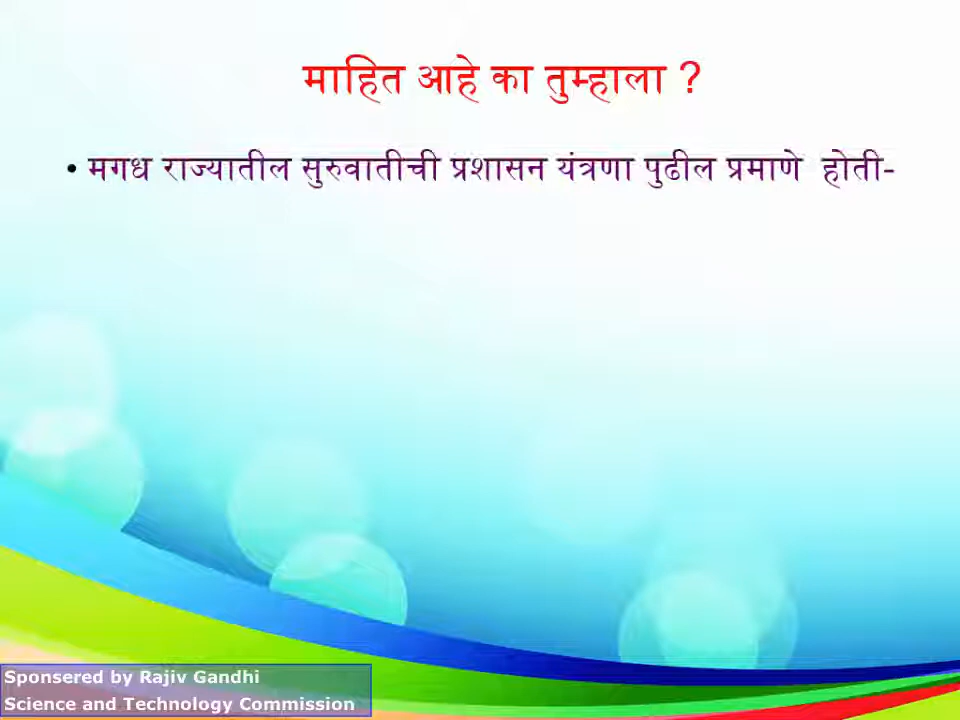 माहित आहे का तुम्हाला ?
• मगध राज्यातील सुरुवातीची प्रशासन यंत्रणा पुढील प्रमाणे होती-
Sponsered by Rajiv Gandhi
Science and Technology Commission